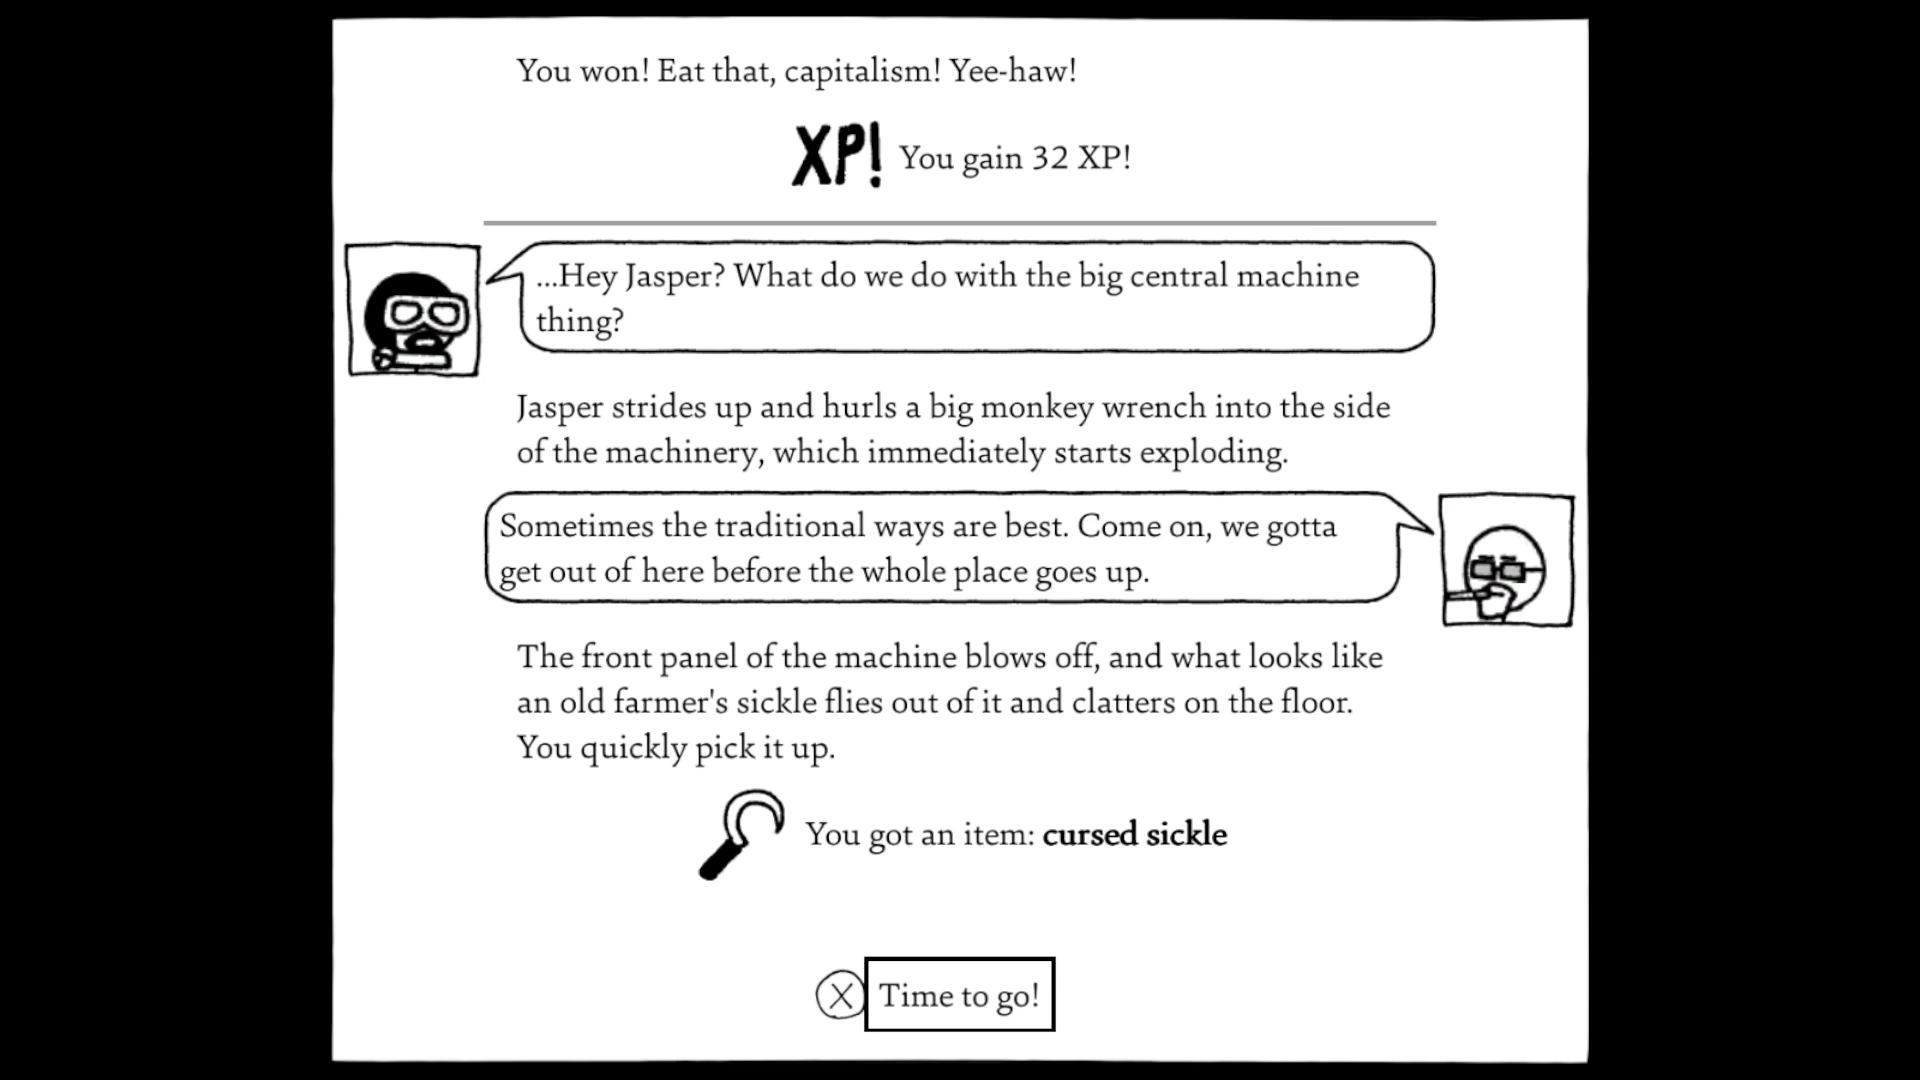 You won! Eat that, capitalism! Yee-haw!
XP! You gain 32 XP!
...Hey Jasper? What do we do with the big central machine
thing?
Jasper strides up and hurls a big monkey wrench into the side
of the machinery, which immediately starts exploding.
Sometimes the traditional ways are best. Come on, we gotta
get out of here before the whole place goes up.
The front panel of the machine blows off, and what looks like
an old farmer's sickle flies out of it and clatters on the floor.
You quickly pick it up.
You got an item: cursed sickle
X Time to go!